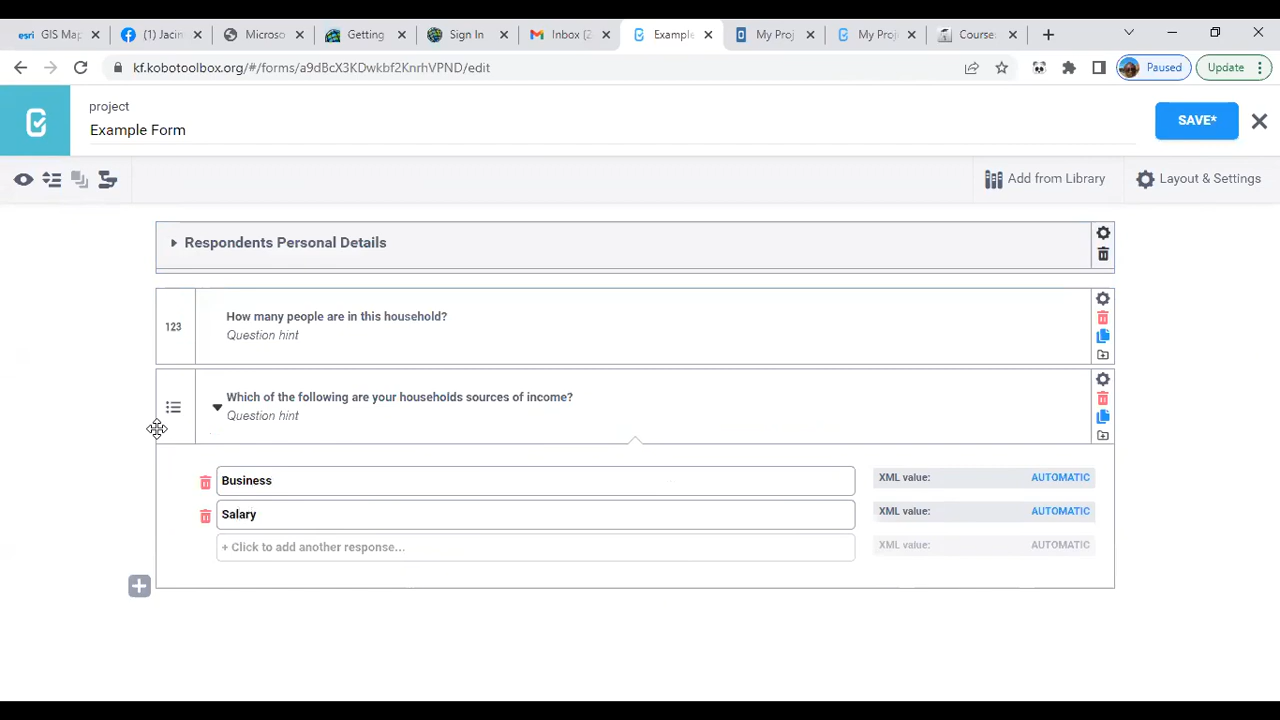 esri GIS Map
(1) Jacin
Microso
Getting
Sign In
Inbox (2
Example
My Proj
My Proj
Course
kf.kobotoolbox.org/#/forms/a9dBcX3KDwkbf2KnrhVPND/edit
Paused
Update
project
Example Form
SAVE*
Add from Library
Layout & Settings
Respondents Personal Details
123
How many people are in this household?
Question hint
Which of the following are your households sources of income?
Question hint
Business
XML value: AUTOMATIC
Salary
XML value: AUTOMATIC
+ Click to add another response...
XML value: AUTOMATIC